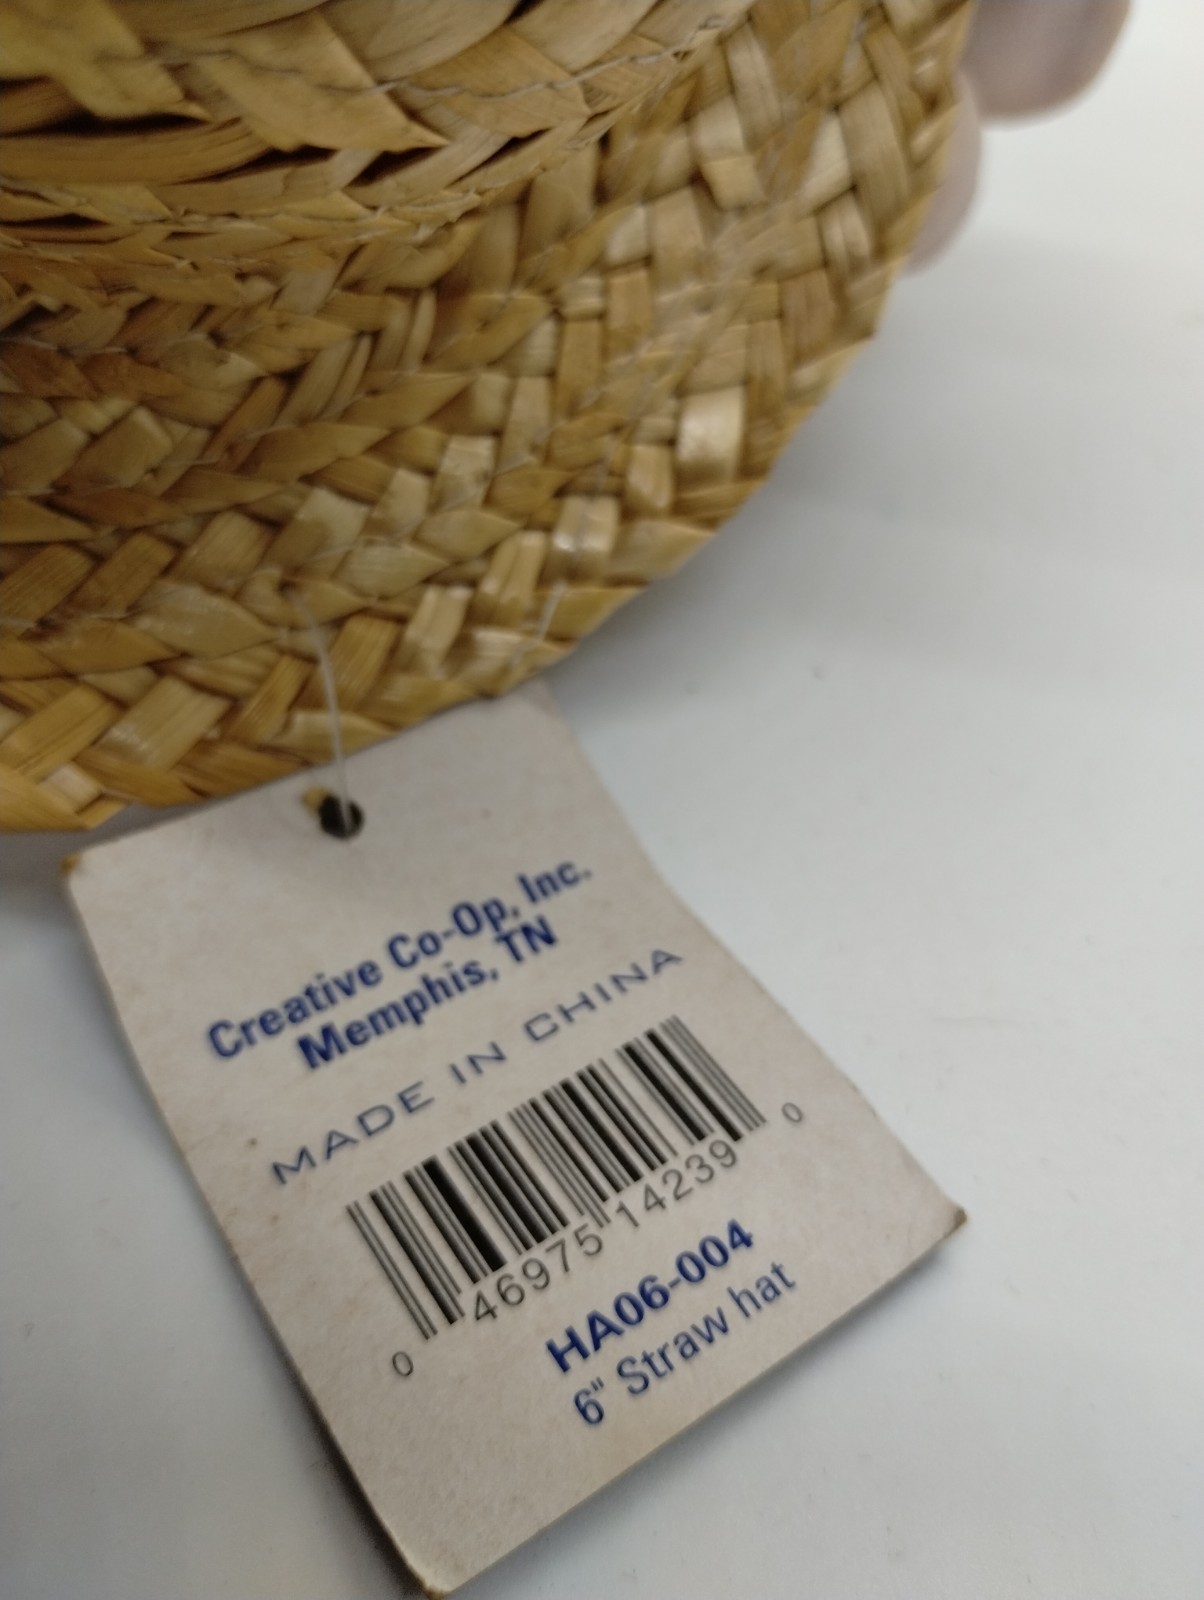 Creative Co-Op, Inc.
Memphis, TN
MADE IN CHINA
0 46975 14239 0
HA06-004
6" Straw hat